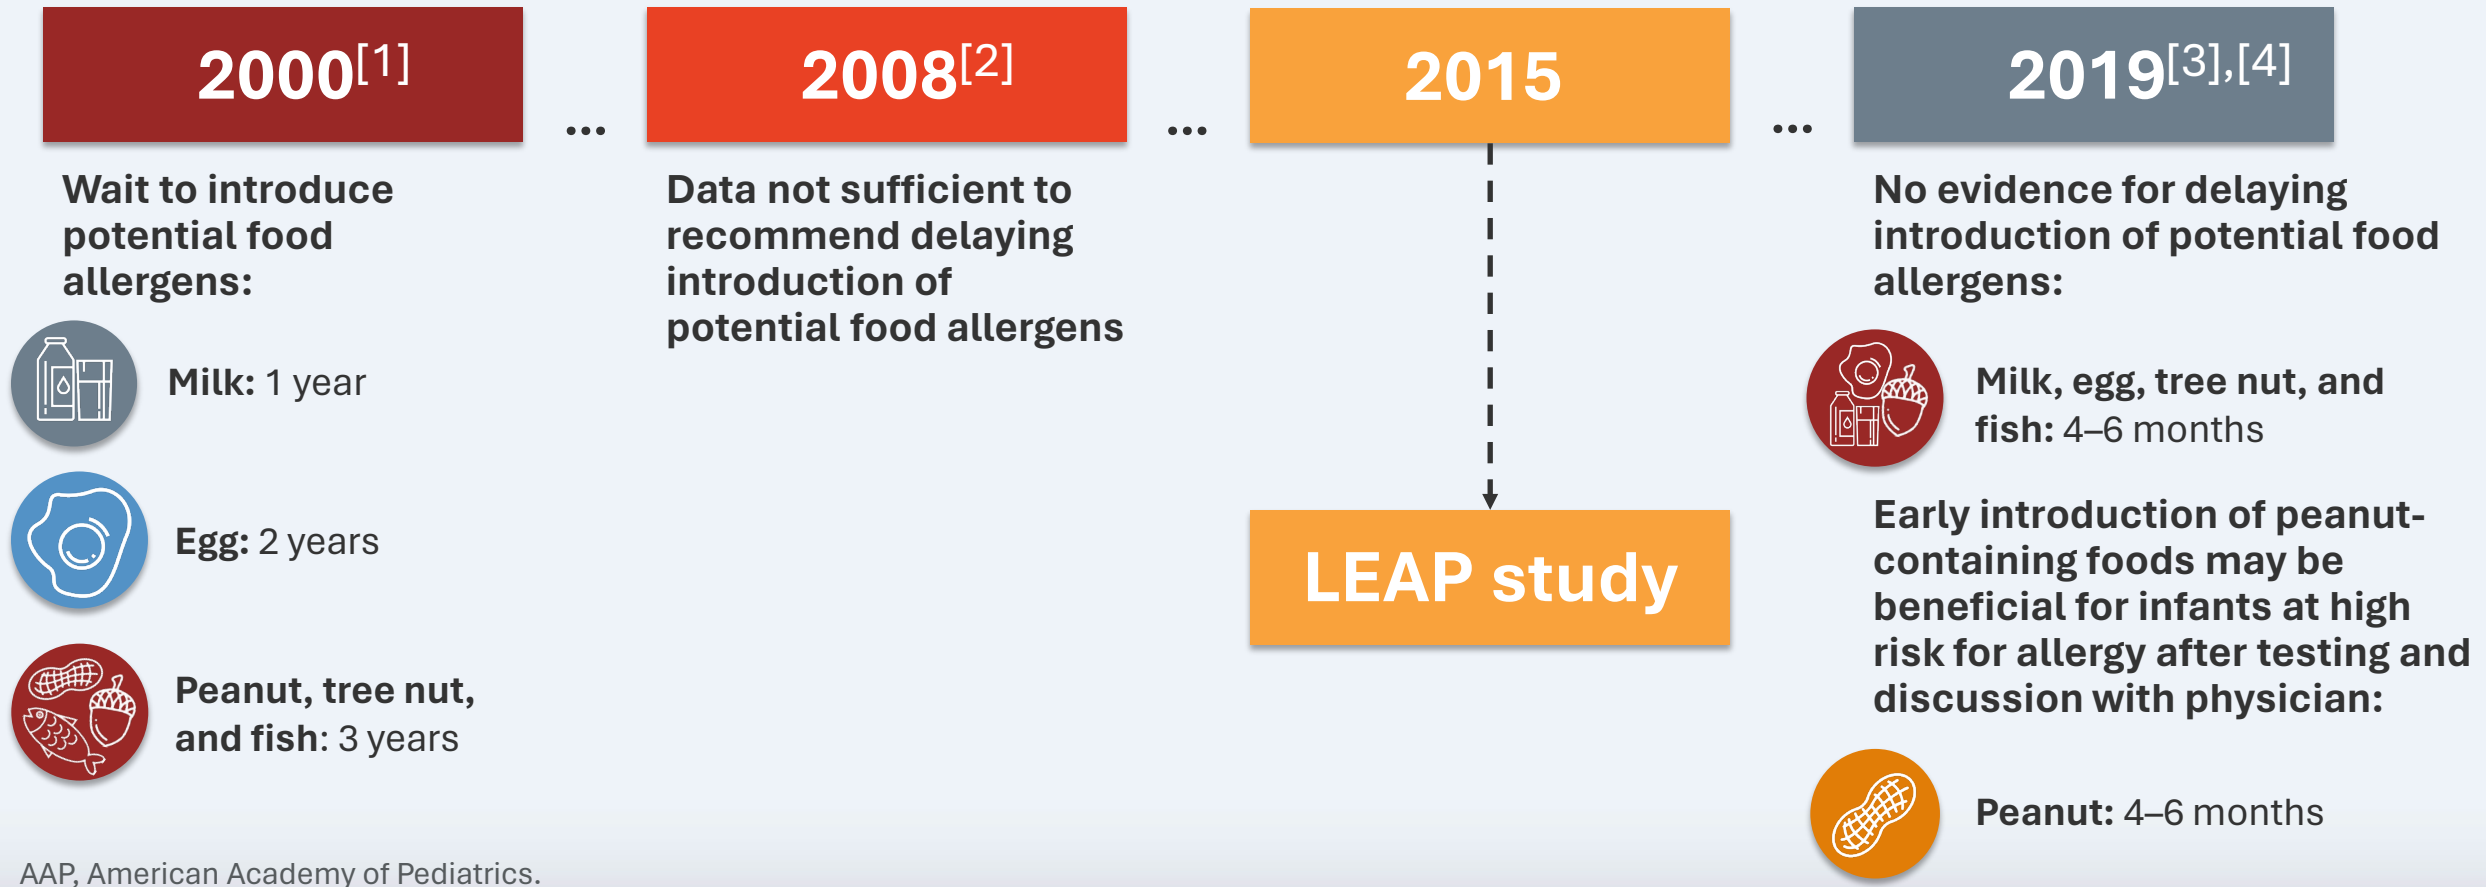 2000[1]
Wait to introduce
potential food
allergens:
Milk: 1 year
Egg: 2 years
Peanut, tree nut,
and fish: 3 years
...
2008[2]
Data not sufficient to
recommend delaying
introduction of
potential food allergens
...
2015
LEAP study
...
2019[3],[4]
No evidence for delaying
introduction of potential food
allergens:
Milk, egg, tree nut, and
fish: 4–6 months
Early introduction of peanut-
containing foods may be
beneficial for infants at high
risk for allergy after testing and
discussion with physician:
Peanut: 4–6 months
AAP, American Academy of Pediatrics.